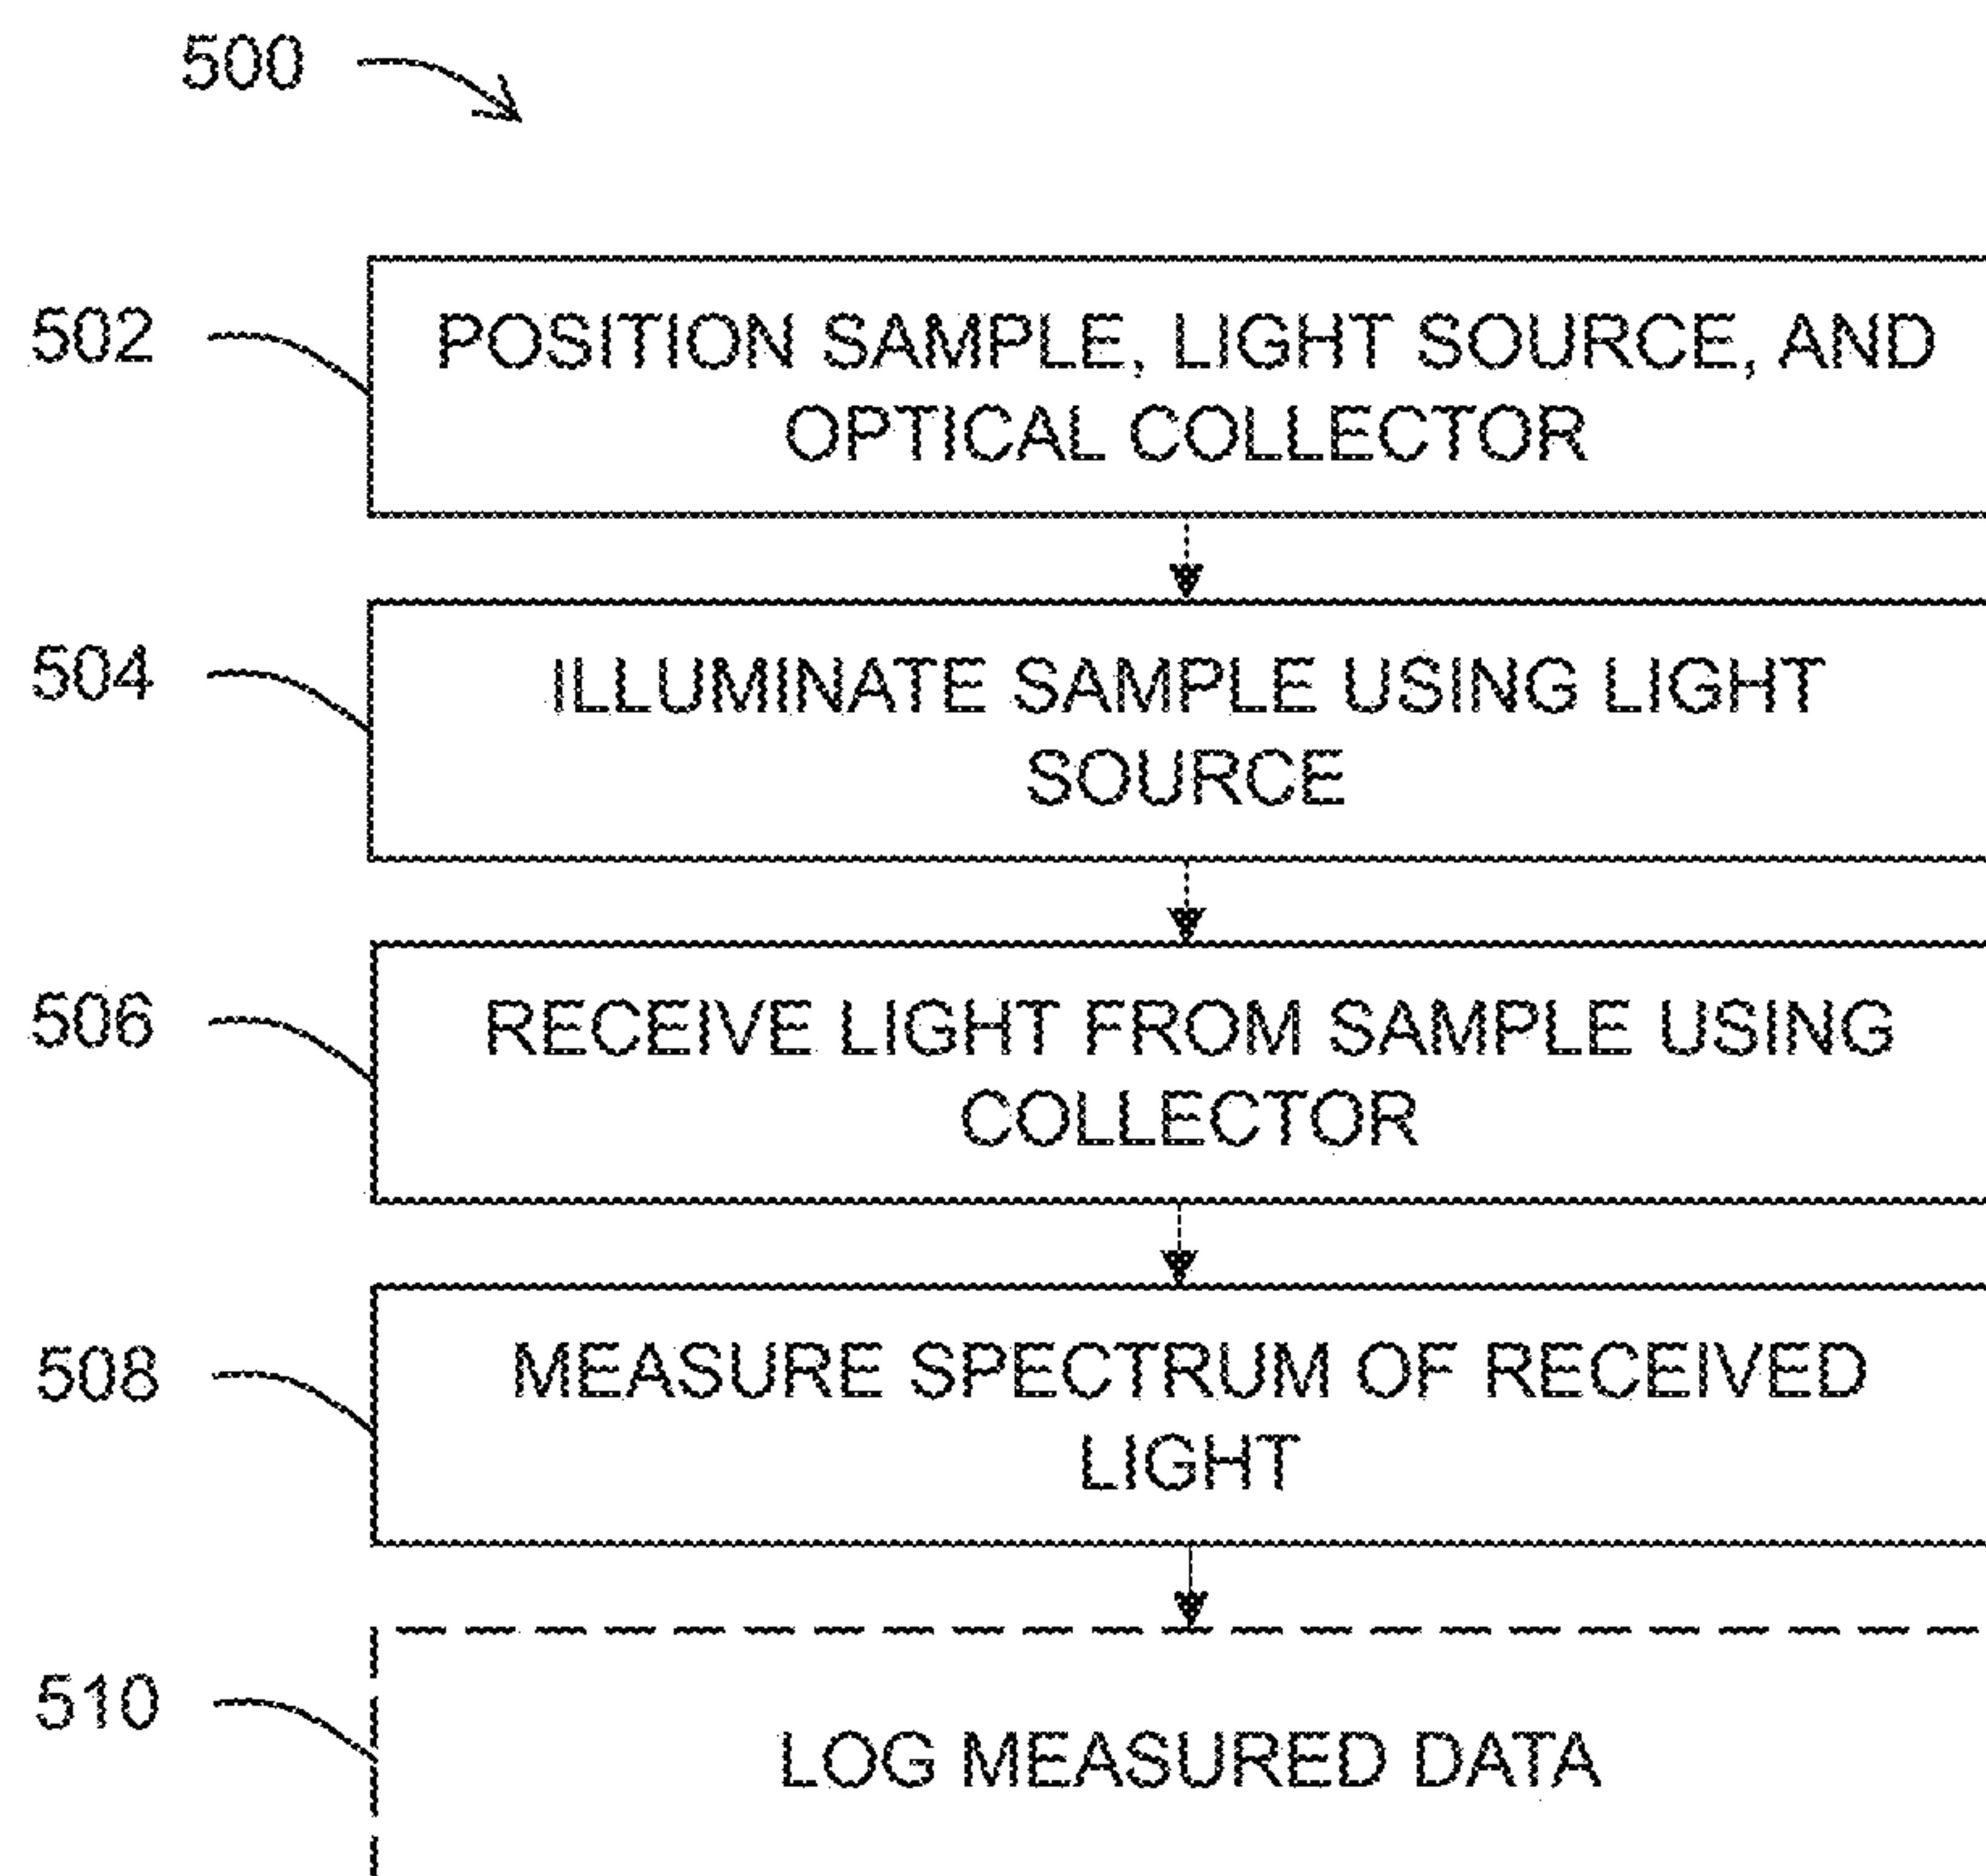 500
502
POSITION SAMPLE, LIGHT SOURCE, AND
OPTICAL COLLECTOR
504
ILLUMINATE SAMPLE USING LIGHT
SOURCE
506
RECEIVE LIGHT FROM SAMPLE USING
COLLECTOR
508
MEASURE SPECTRUM OF RECEIVED
LIGHT
510
LOG MEASURED DATA